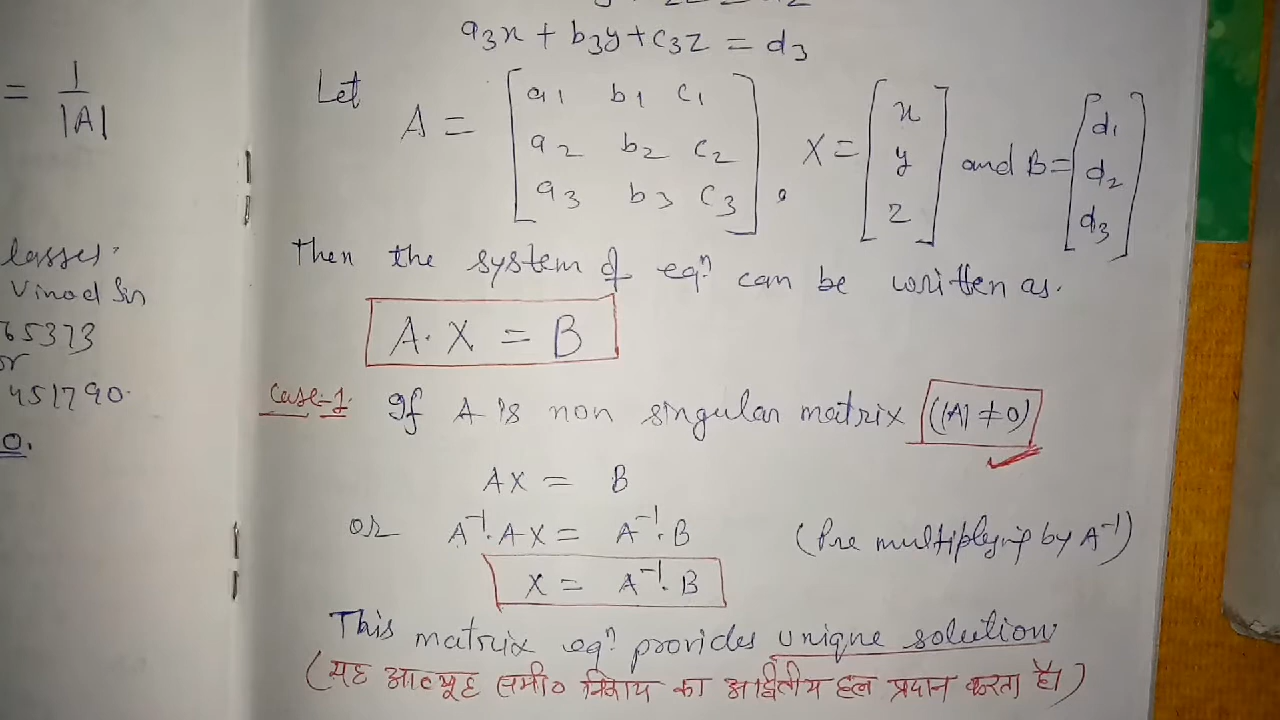 a3x + b3y + c3z = d3
= 1
|A|
Let A = [a1 b1 c1
a2 b2 c2
a3 b3 c3], X = [x
y
z] and B = [d1
d2
d3]
Then the system of eqⁿ can be written as.
A. X = B
Case-1. If A is non singular matrix (|A| ≠ 0)
AX = B
or A⁻¹. AX = A⁻¹. B (Pre multiplying by A⁻¹)
X = A⁻¹. B
This matrix eqⁿ provides unique solution
(यह आव्यूह समी० निकाय का अद्वितीय हल प्रदान करता है।)
lasses:
Vinod Sir
65373
or
451790.
0.